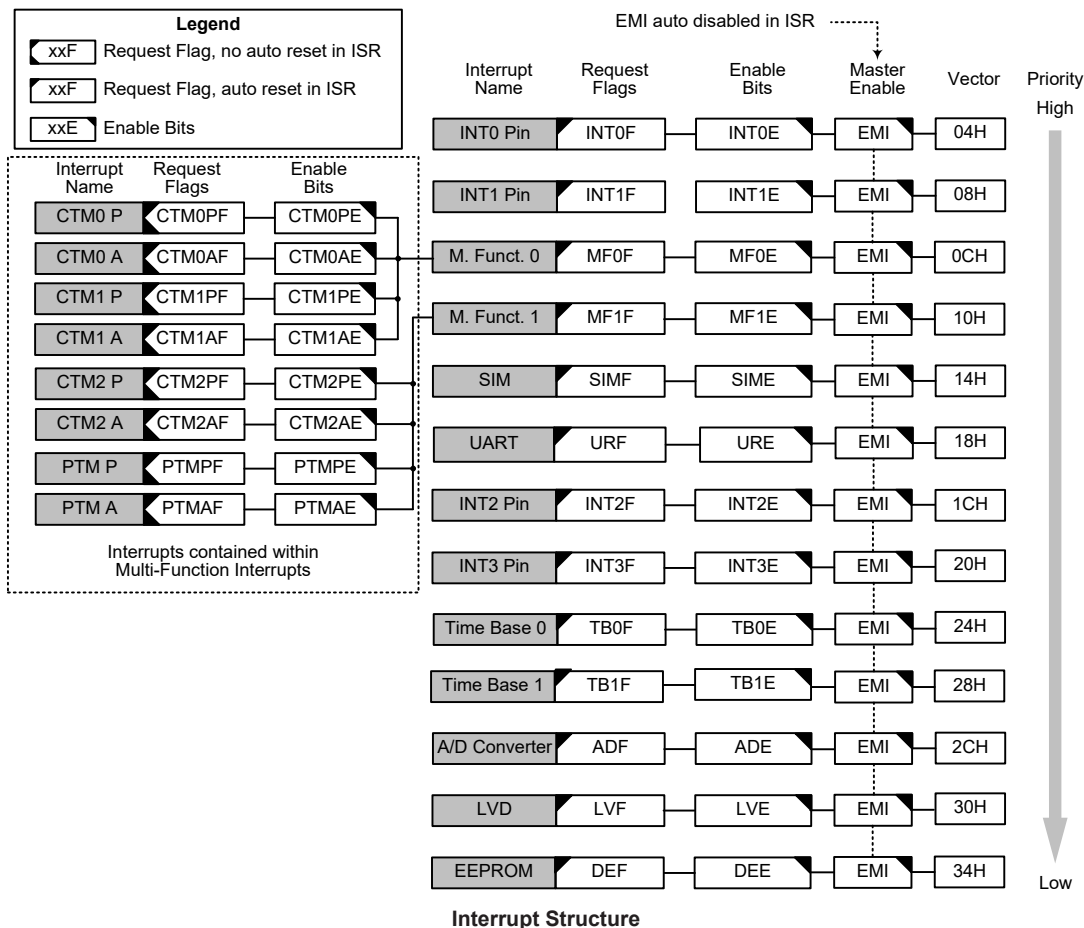 Legend
xxF Request Flag, no auto reset in ISR
xxF Request Flag, auto reset in ISR
xxE Enable Bits
EMI auto disabled in ISR
Interrupt Name Request Flags Enable Bits
CTM0 P CTM0PF CTM0PE
CTM0 A CTM0AF CTM0AE
CTM1 P CTM1PF CTM1PE
CTM1 A CTM1AF CTM1AE
CTM2 P CTM2PF CTM2PE
CTM2 A CTM2AF CTM2AE
PTM P PTMPF PTMPE
PTM A PTMAF PTMAE
Interrupts contained within
Multi-Function Interrupts
Interrupt Name Request Flags Enable Bits Master Enable Vector Priority
High
INT0 Pin INT0F INT0E EMI 04H
INT1 Pin INT1F INT1E EMI 08H
M. Funct. 0 MF0F MF0E EMI 0CH
M. Funct. 1 MF1F MF1E EMI 10H
SIM SIMF SIME EMI 14H
UART URF URE EMI 18H
INT2 Pin INT2F INT2E EMI 1CH
INT3 Pin INT3F INT3E EMI 20H
Time Base 0 TB0F TB0E EMI 24H
Time Base 1 TB1F TB1E EMI 28H
A/D Converter ADF ADE EMI 2CH
LVD LVF LVE EMI 30H
EEPROM DEF DEE EMI 34H
Low
Interrupt Structure